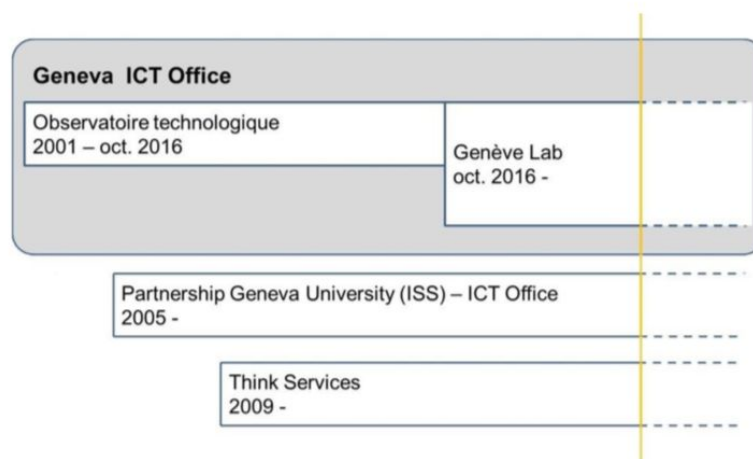 Geneva ICT Office
Observatoire technologique
2001 – oct. 2016
Genève Lab
oct. 2016 -
Partnership Geneva University (ISS) – ICT Office
2005 -
Think Services
2009 -